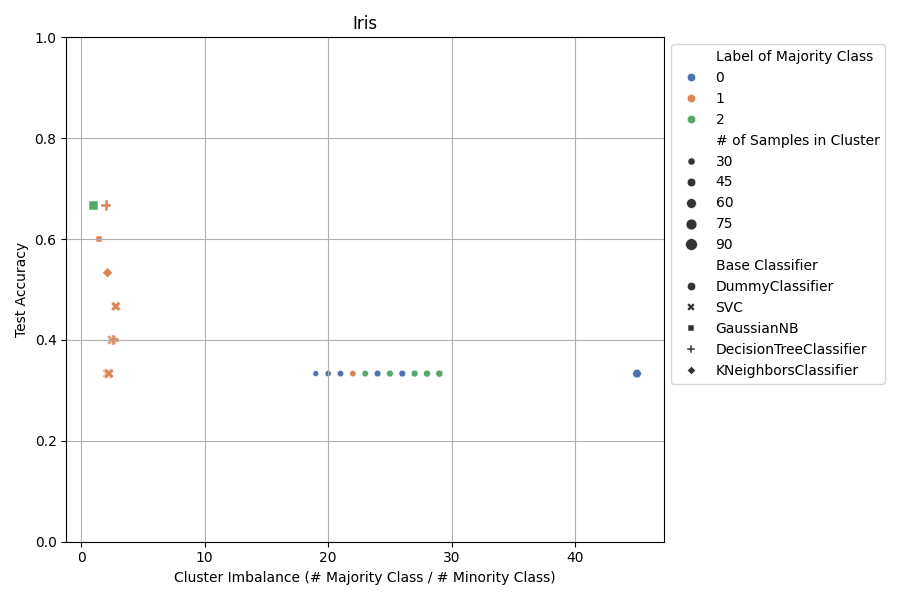 Iris
1.0
0.8
0.6
0.4
0.2
0.0
Test Accuracy
0 10 20 30 40
Cluster Imbalance (# Majority Class / # Minority Class)
Label of Majority Class
0
1
2
# of Samples in Cluster
30
45
60
75
90
Base Classifier
DummyClassifier
SVC
GaussianNB
DecisionTreeClassifier
KNeighborsClassifier